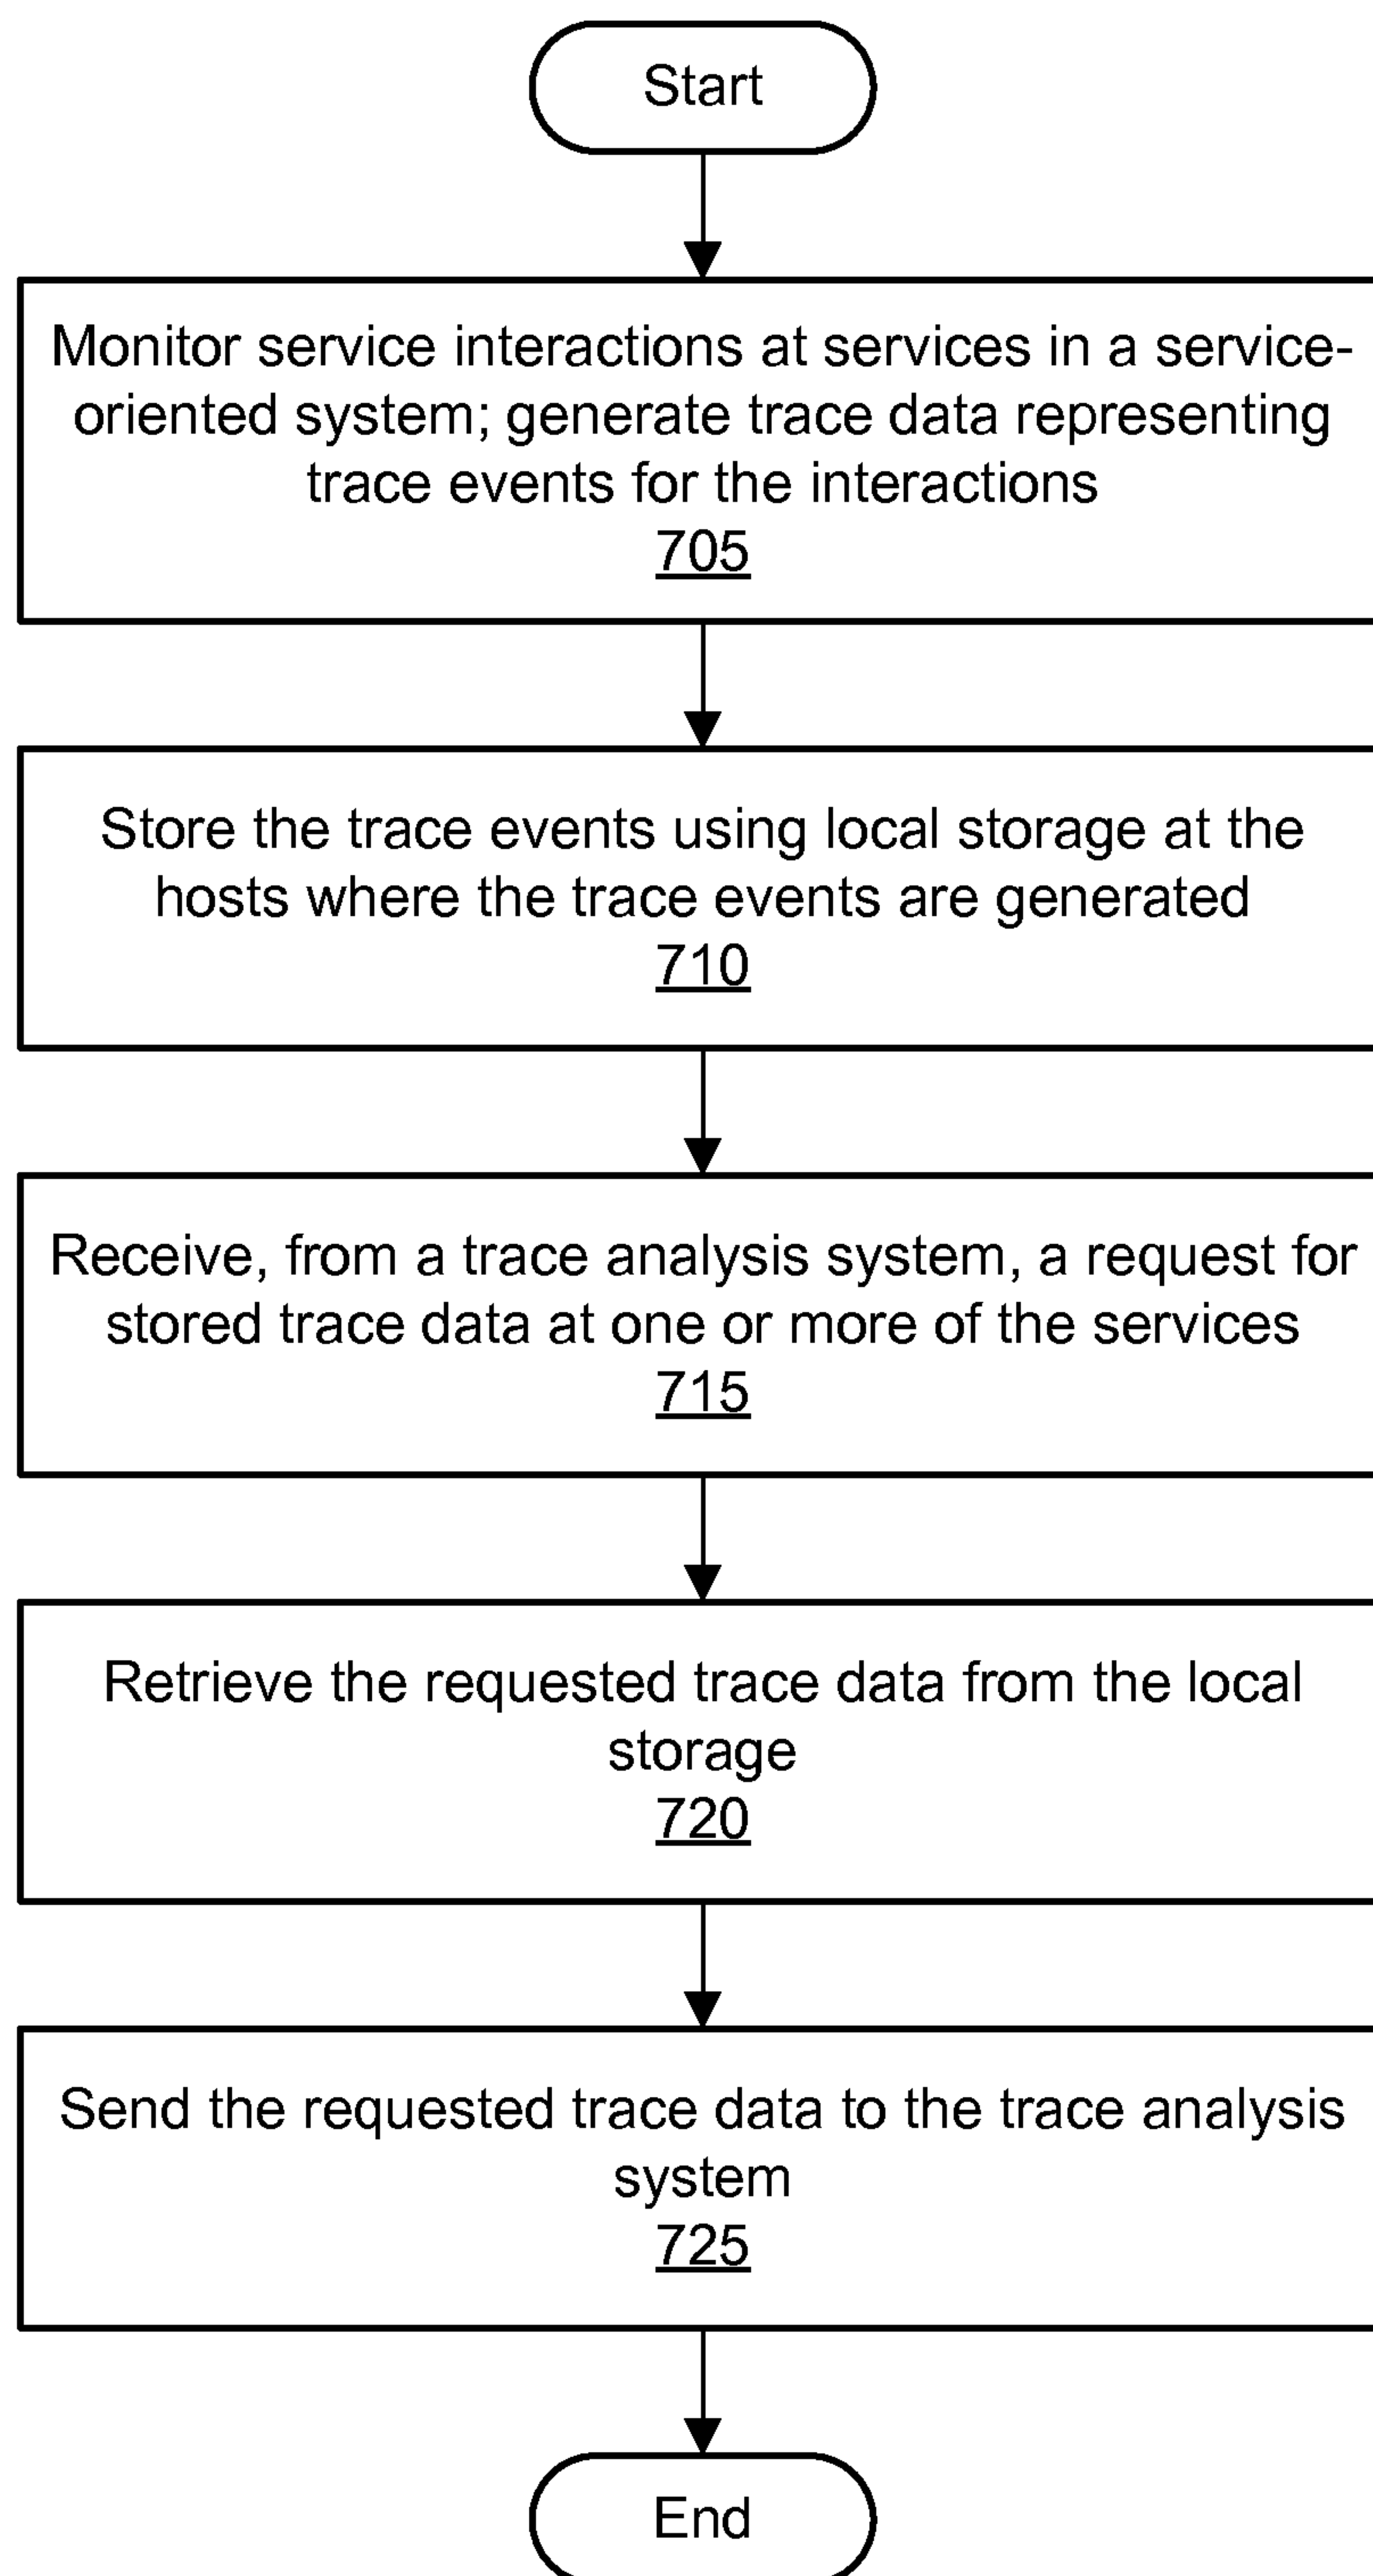 Start
Monitor service interactions at services in a service-
oriented system; generate trace data representing
trace events for the interactions
705
Store the trace events using local storage at the
hosts where the trace events are generated
710
Receive, from a trace analysis system, a request for
stored trace data at one or more of the services
715
Retrieve the requested trace data from the local
storage
720
Send the requested trace data to the trace analysis
system
725
End